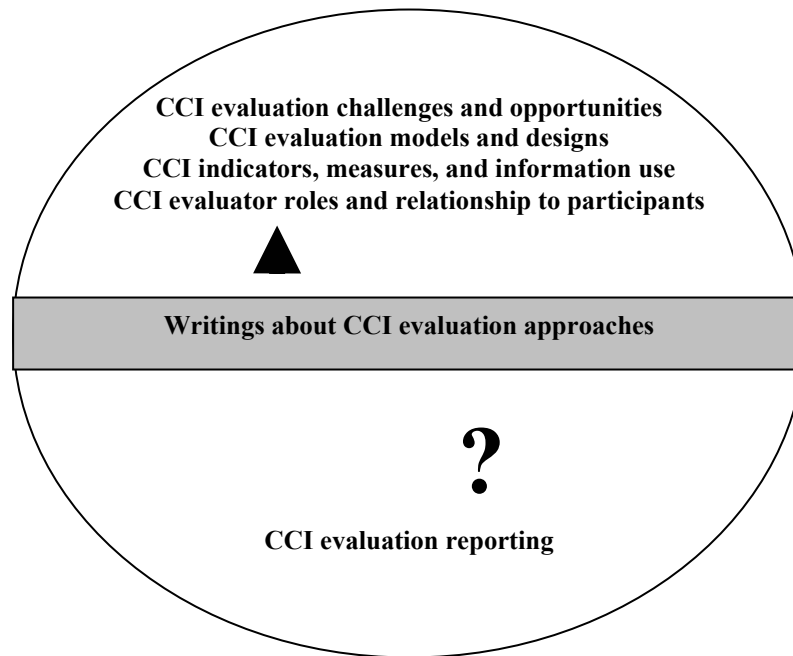 CCI evaluation challenges and opportunities
CCI evaluation models and designs
CCI indicators, measures, and information use
CCI evaluator roles and relationship to participants
Writings about CCI evaluation approaches
?
CCI evaluation reporting